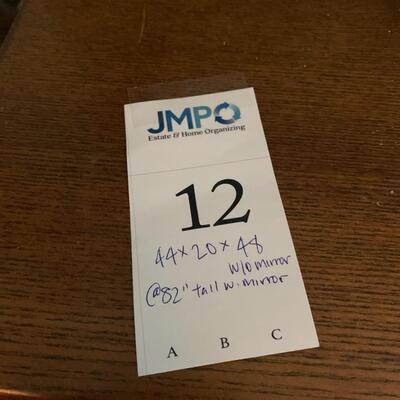 JMPO
Estate & Home Organizing
12
44 x 20 x 48
w/o mirror
@82" tall w. mirror
A B C